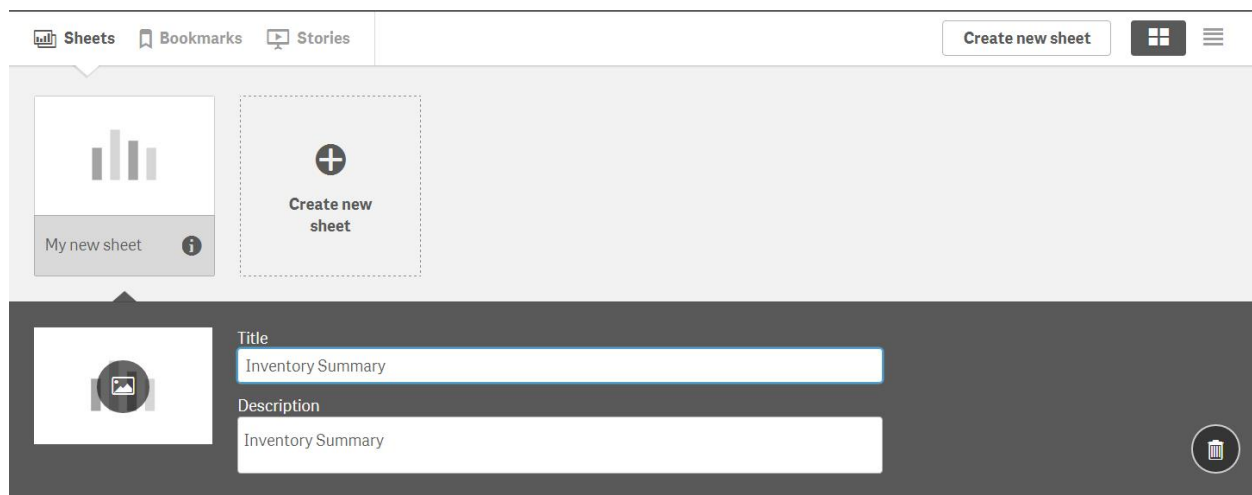 Sheets
Bookmarks
Stories
Create new sheet
Create new
sheet
My new sheet
Title
Inventory Summary
Description
Inventory Summary